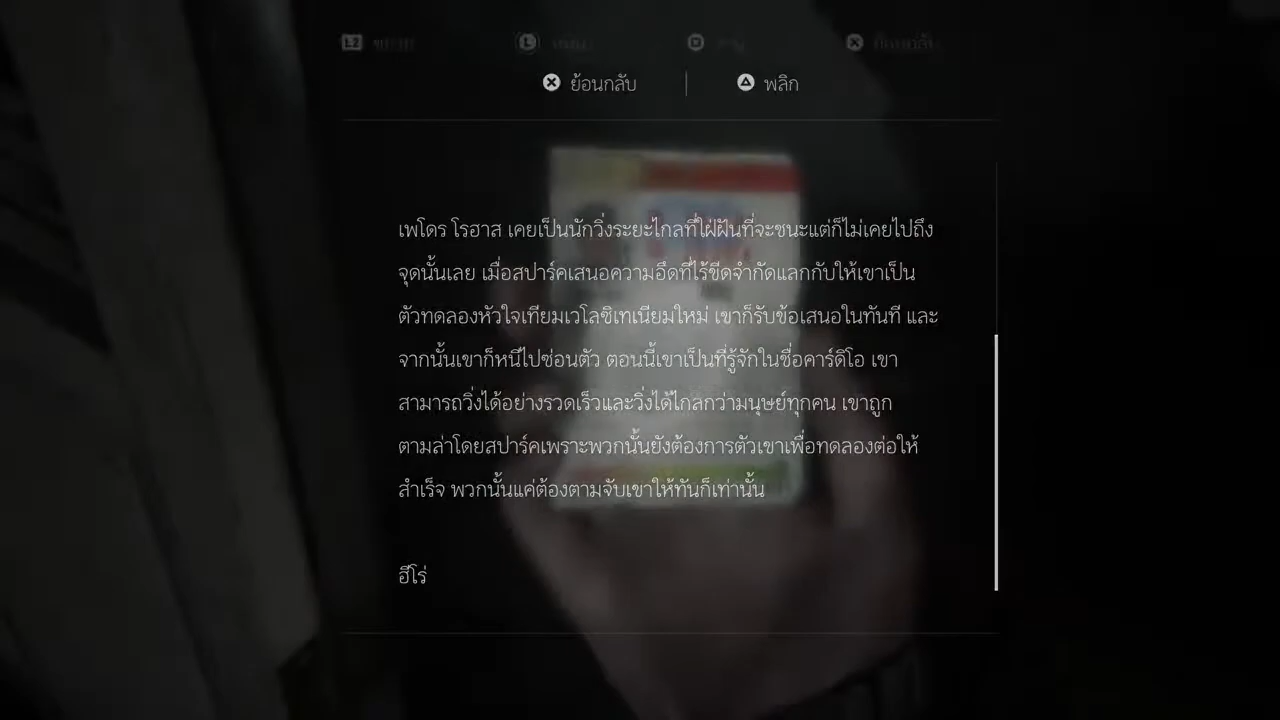 L2
L
ย้อนกลับ
ย้อนกลับ | พลิก
เพโดร โรฮาส เคยเป็นนักวิ่งระยะไกลที่ใฝ่ฝันที่จะชนะแต่ก็ไม่เคยไปถึง
จุดนั้นเลย เมื่อสปาร์คเสนอความอึดที่ไร้ขีดจำกัดแลกกับให้เขาเป็น
ตัวทดลองหัวใจเทียมเวโลซิเทเนียมใหม่ เขาก็รับข้อเสนอในทันที และ
จากนั้นเขาก็หนีไปซ่อนตัว ตอนนี้เขาเป็นที่รู้จักในชื่อคาร์ดิโอ เขา
สามารถวิ่งได้อย่างรวดเร็วและวิ่งได้ไกลกว่ามนุษย์ทุกคน เขาถูก
ตามล่าโดยสปาร์คเพราะพวกนั้นยังต้องการตัวเขาเพื่อทดลองต่อให้
สำเร็จ พวกนั้นแค่ต้องตามจับเขาให้ทันก็เท่านั้น
ฮีโร่